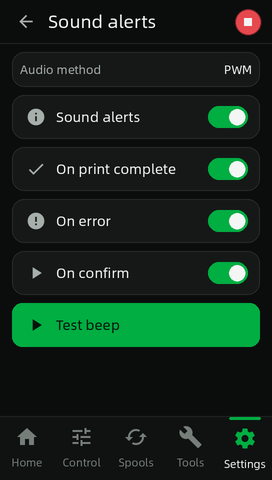 Sound alerts
Audio method PWM
Sound alerts
On print complete
On error
On confirm
Test beep
Home Control Spools Tools Settings